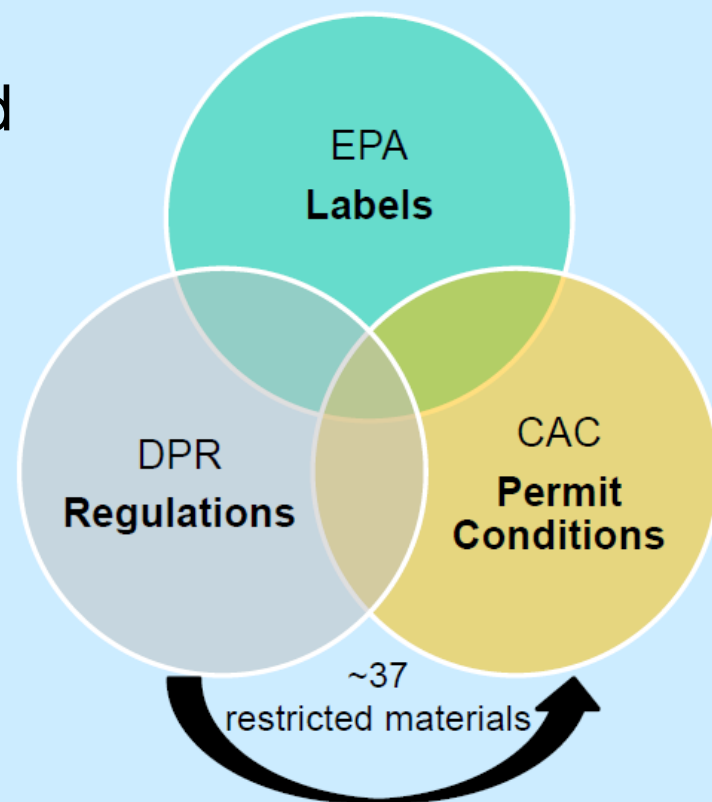 d
EPA
Labels
DPR
Regulations
CAC
Permit
Conditions
~37
restricted materials